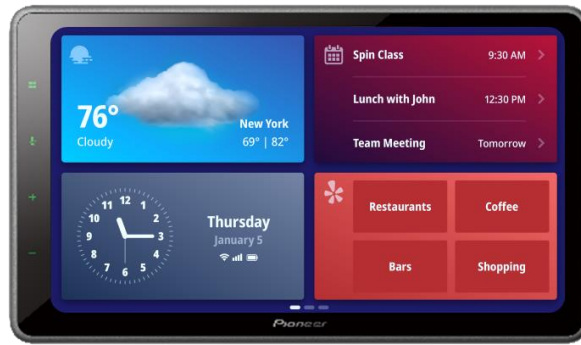 76°
Cloudy
New York
69° | 82°
Spin Class 9:30 AM
Lunch with John 12:30 PM
Team Meeting Tomorrow
11 12 1
10 2
9 3
8 4
7 6 5
Thursday
January 5
Restaurants Coffee
Bars Shopping
Pioneer